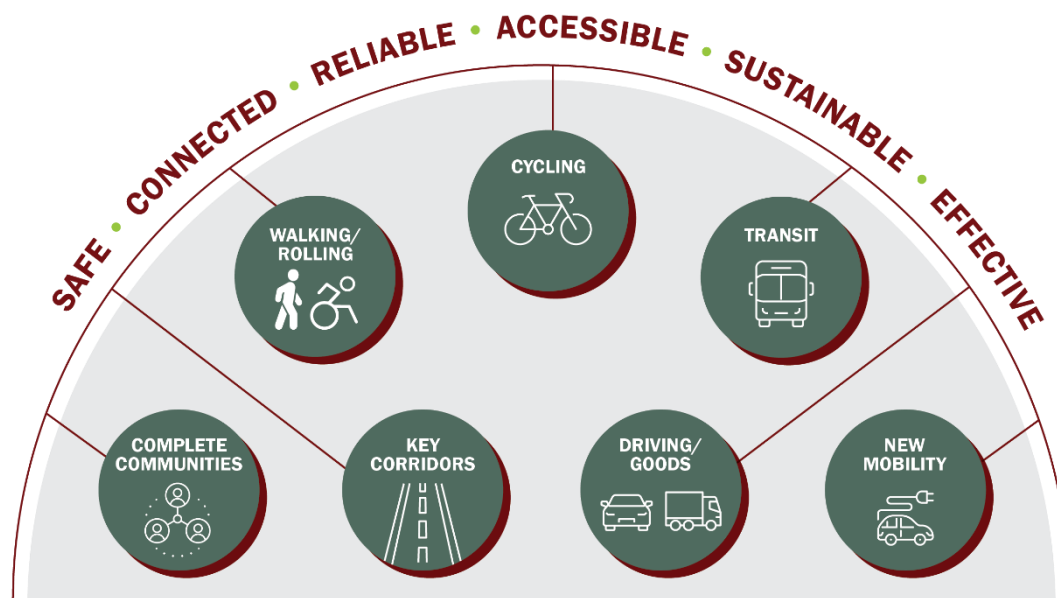 SAFE • CONNECTED • RELIABLE • ACCESSIBLE • SUSTAINABLE • EFFECTIVE
CYCLING
WALKING/
ROLLING
TRANSIT
COMPLETE
COMMUNITIES
KEY
CORRIDORS
DRIVING/
GOODS
NEW
MOBILITY